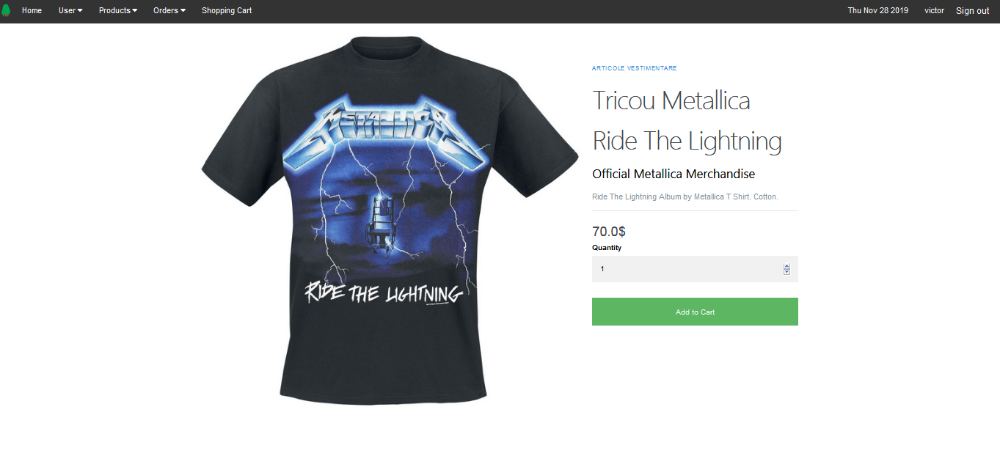 Home User Products Orders Shopping Cart Thu Nov 28 2019 victor Sign out
METALLICA
RIDE THE LIGHTNING
ARTICOLE VESTIMENTARE
Tricou Metallica
Ride The Lightning
Official Metallica Merchandise
Ride The Lightning Album by Metallica T Shirt. Cotton.
70.0$
Quantity
1
Add to Cart